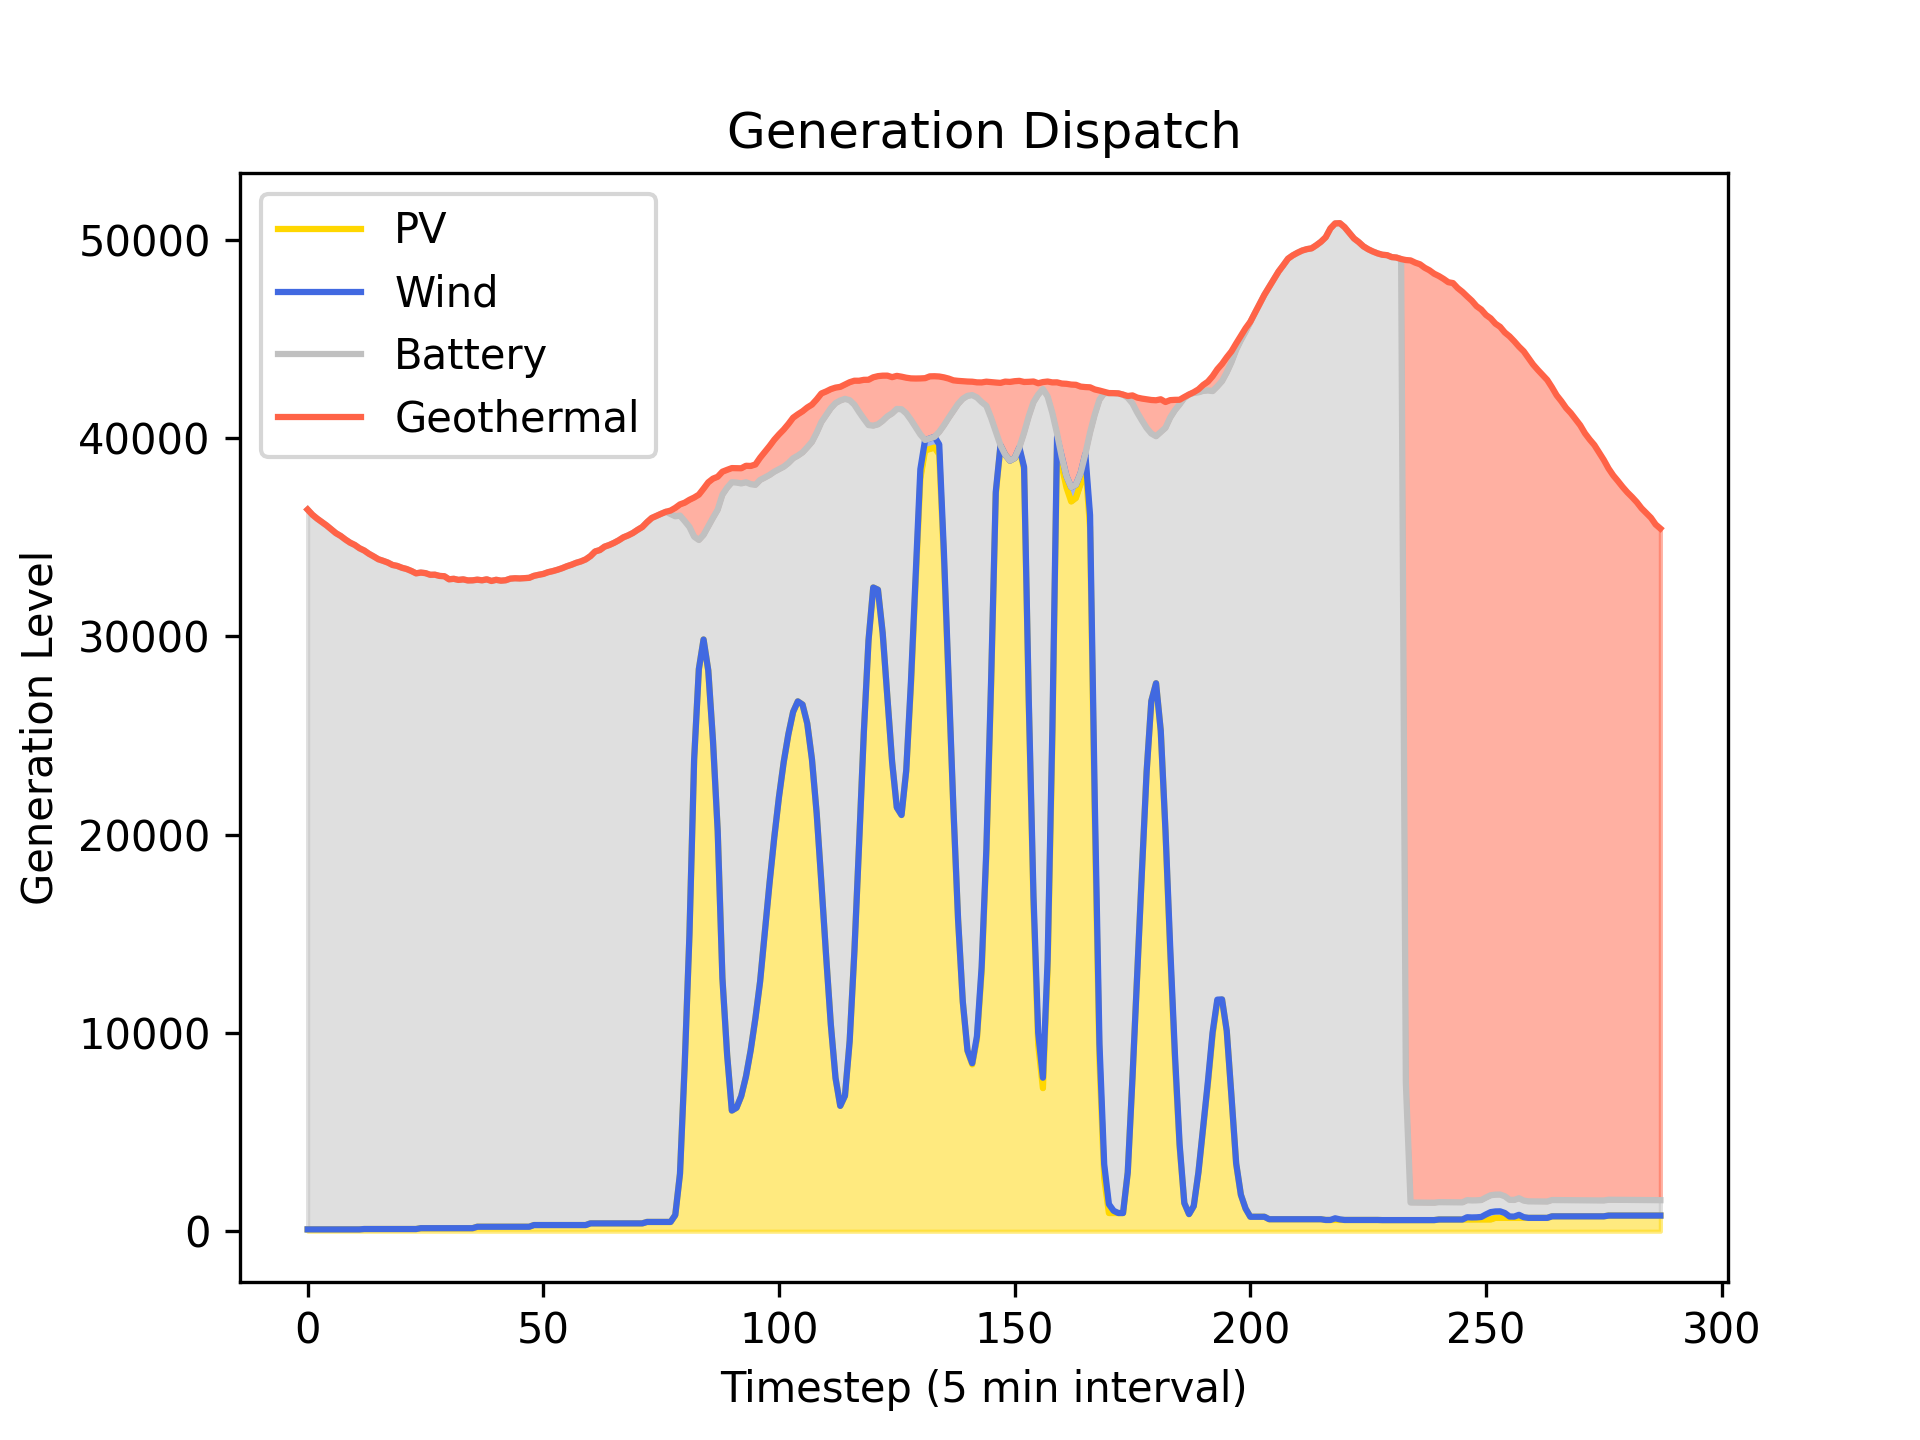 Generation Dispatch
PV
Wind
Battery
Geothermal
50000
40000
30000
20000
10000
0
Generation Level
0 50 100 150 200 250 300
Timestep (5 min interval)